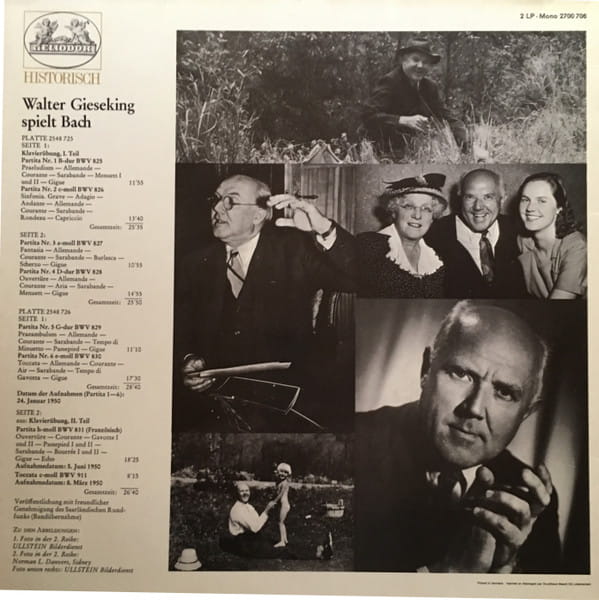 2 LP · Mono 2700 706
HELIODOR
HISTORISCH
Walter Gieseking
spielt Bach
PLATTE 2548 725
SEITE 1:
Klavierübung, I. Teil
Partita Nr. 1 B-dur BWV 825
Praeludium — Allemande —
Courante — Sarabande — Menuett I
und II — Gigue 11'55
Partita Nr. 2 c-moll BWV 826
Sinfonia. Grave — Adagio —
Andante — Allemande —
Courante — Sarabande —
Rondeau — Capriccio 13'40
Gesamtzeit: 25'35
SEITE 2:
Partita Nr. 3 a-moll BWV 827
Fantasia — Allemande —
Courante — Sarabande — Burlesca —
Scherzo — Gigue 10'55
Partita Nr. 4 D-dur BWV 828
Ouvertüre — Allemande —
Courante — Aria — Sarabande —
Menuett — Gigue 14'55
Gesamtzeit: 25'50
PLATTE 2548 726
SEITE 1:
Partita Nr. 5 G-dur BWV 829
Praeambulum — Allemande —
Courante — Sarabande — Tempo di
Minuetto — Passepied — Gigue 11'10
Partita Nr. 6 e-moll BWV 830
Toccata — Allemande — Courante —
Air — Sarabande — Tempo di
Gavotta — Gigue 17'30
Gesamtzeit: 28'40
Datum der Aufnahmen (Partita 1—6):
24. Januar 1950
SEITE 2:
aus: Klavierübung, II. Teil
Partita h-moll BWV 831 (Französisch)
Ouvertüre — Courante — Gavotte I
und II — Passepied I und II —
Sarabande — Bourrée I und II —
Gigue — Echo 18'25
Aufnahmedatum: 5. Juni 1950
Toccata c-moll BWV 911 8'15
Aufnahmedatum: 8. März 1950
Gesamtzeit: 26'40
Veröffentlichung mit freundlicher
Genehmigung des Saarländischen Rund-
funks (Bandübernahme)
ZU DEN ABBILDUNGEN:
1. Foto in der 2. Reihe:
ULLSTEIN Bilderdienst
2. Foto in der 2. Reihe:
Norman L. Danvers, Sidney
Foto unten rechts: ULLSTEIN Bilderdienst